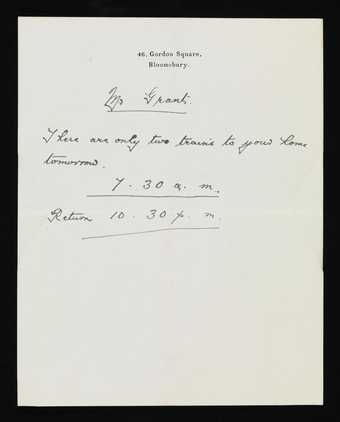 46, Gordon Square,
Bloomsbury.
Mr Grant.
There are only two trains to your home
tomorrow.
7.30 a.m.
Return 10.30 p.m.